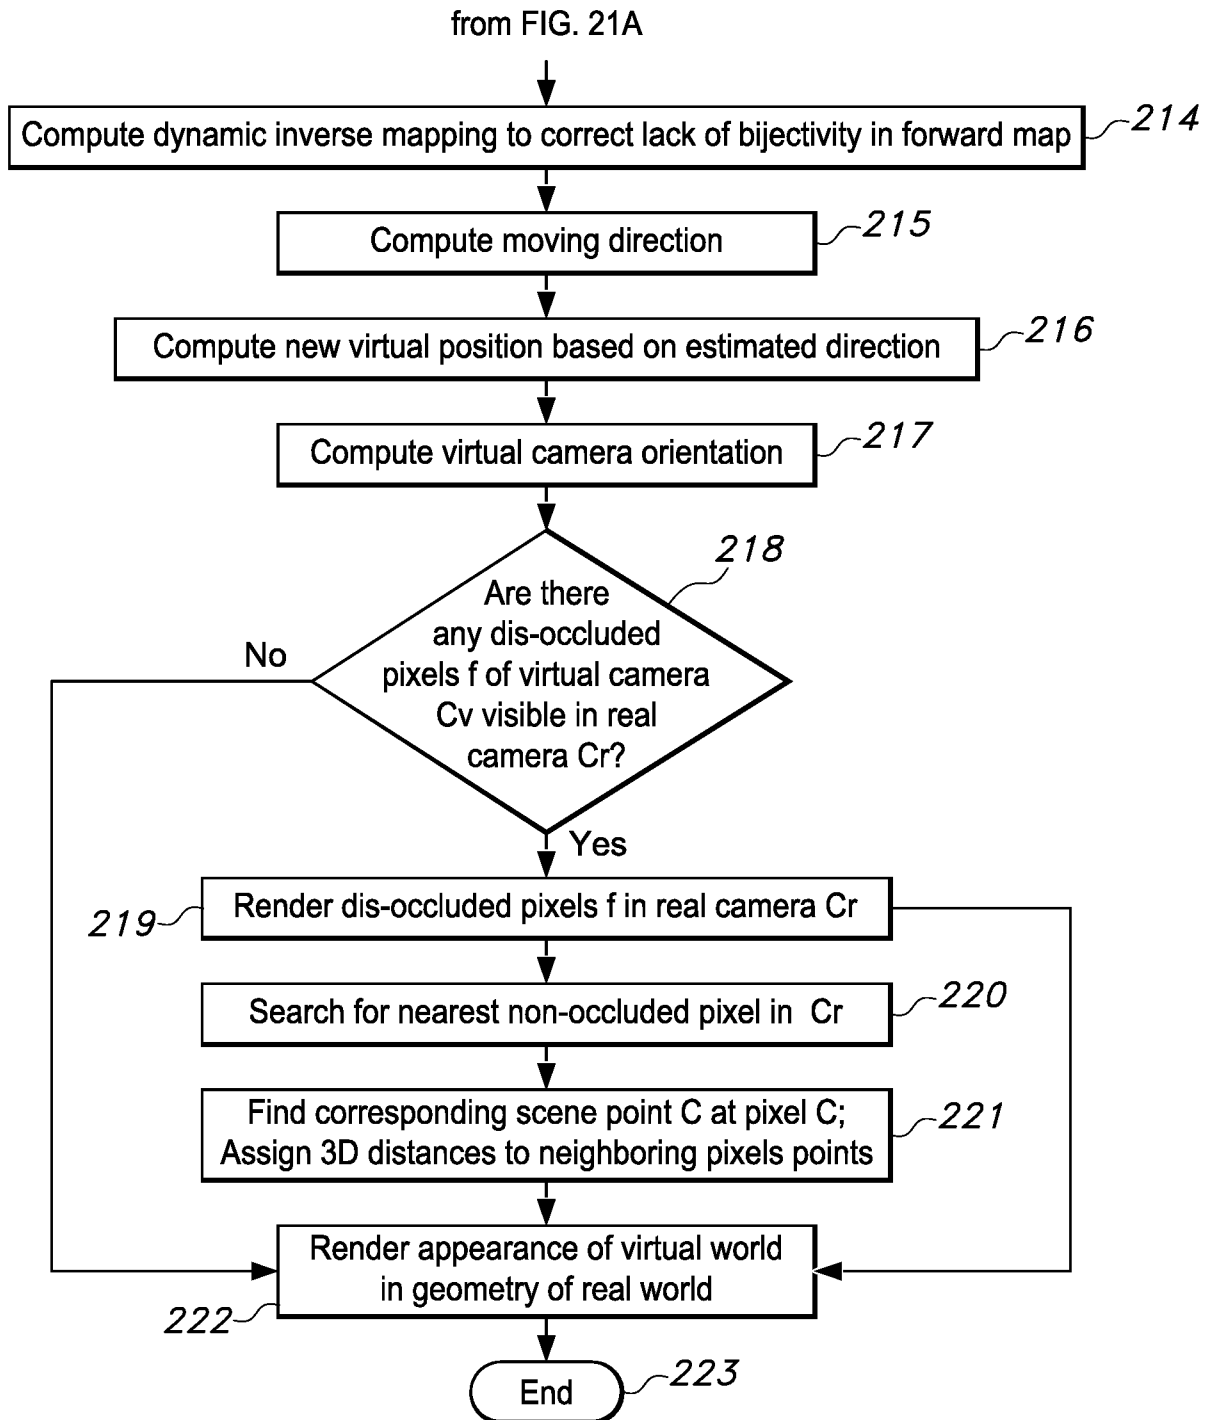 from FIG. 21A
Compute dynamic inverse mapping to correct lack of bijectivity in forward map
214
Compute moving direction
215
Compute new virtual position based on estimated direction
216
Compute virtual camera orientation
217
218
Are there
any dis-occluded
pixels f of virtual camera
Cv visible in real
camera Cr?
No
Yes
Render dis-occluded pixels f in real camera Cr
219
Search for nearest non-occluded pixel in Cr
220
Find corresponding scene point C at pixel C;
Assign 3D distances to neighboring pixels points
221
Render appearance of virtual world
in geometry of real world
222
End
223